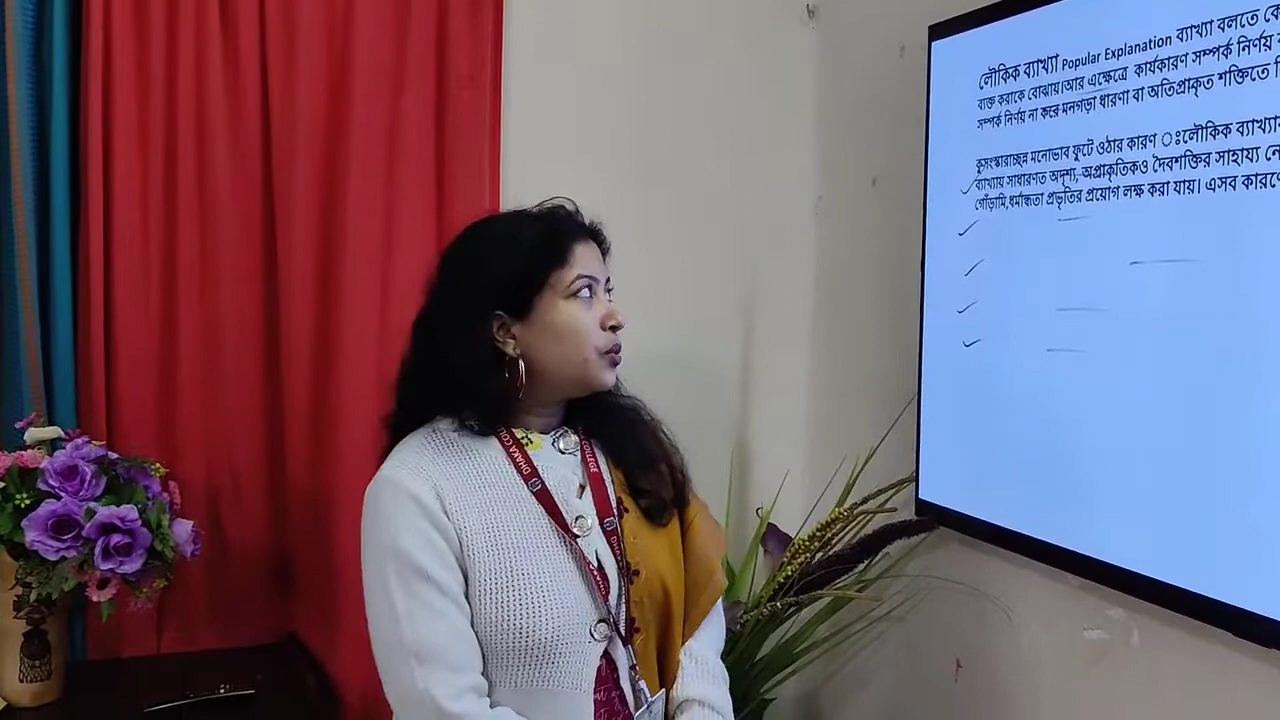 লৌকিক ব্যাখ্যা Popular Explanation ব্যাখ্যা বলতে
ব্যক্ত করাকে বোঝায়।আর এক্ষেত্রে কার্যকারণ সম্পর্ক নির্ণয়
সম্পর্ক নির্ণয় না করে মনগড়া ধারণা বা অতিপ্রাকৃত শক্তিতে
কুসংস্কারাচ্ছন্ন মনোভাব ফুটে ওঠার কারণ ঃলৌকিক ব্যাখ্যা
ব্যাখ্যায় সাধারণত অদৃশ্য, অপ্রাকৃতিকও দৈবশক্তির সাহায্য
গোঁড়ামি,ধর্মান্ধতা প্রভৃতির প্রয়োগ লক্ষ করা যায়। এসব কারণে
DHAKA COL
COLLEGE